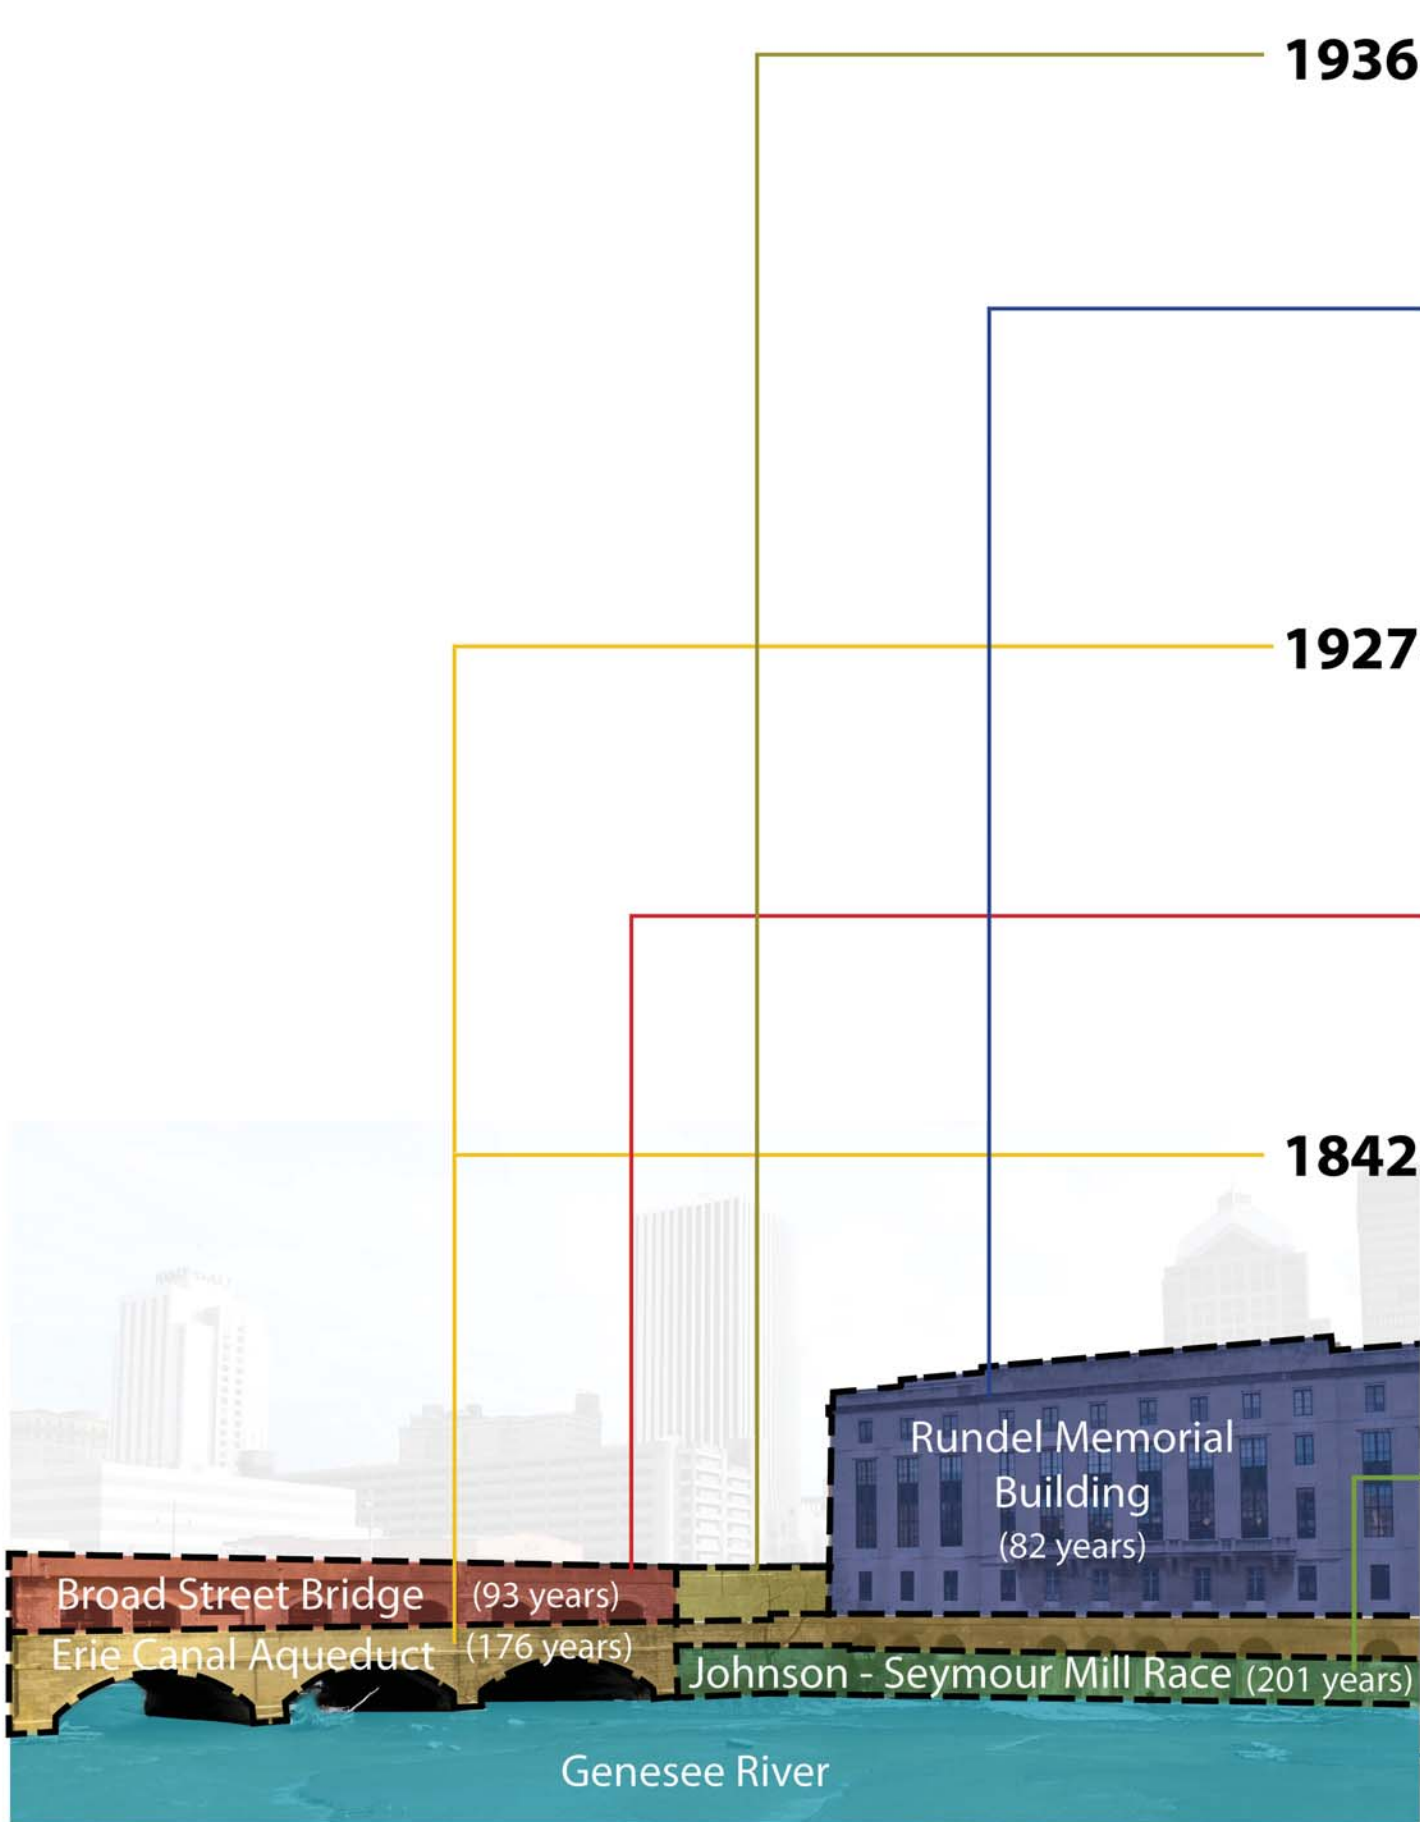 1936
1927
1842
Rundel Memorial
Building
(82 years)
Broad Street Bridge (93 years)
Erie Canal Aqueduct (176 years)
Johnson - Seymour Mill Race (201 years)
Genesee River